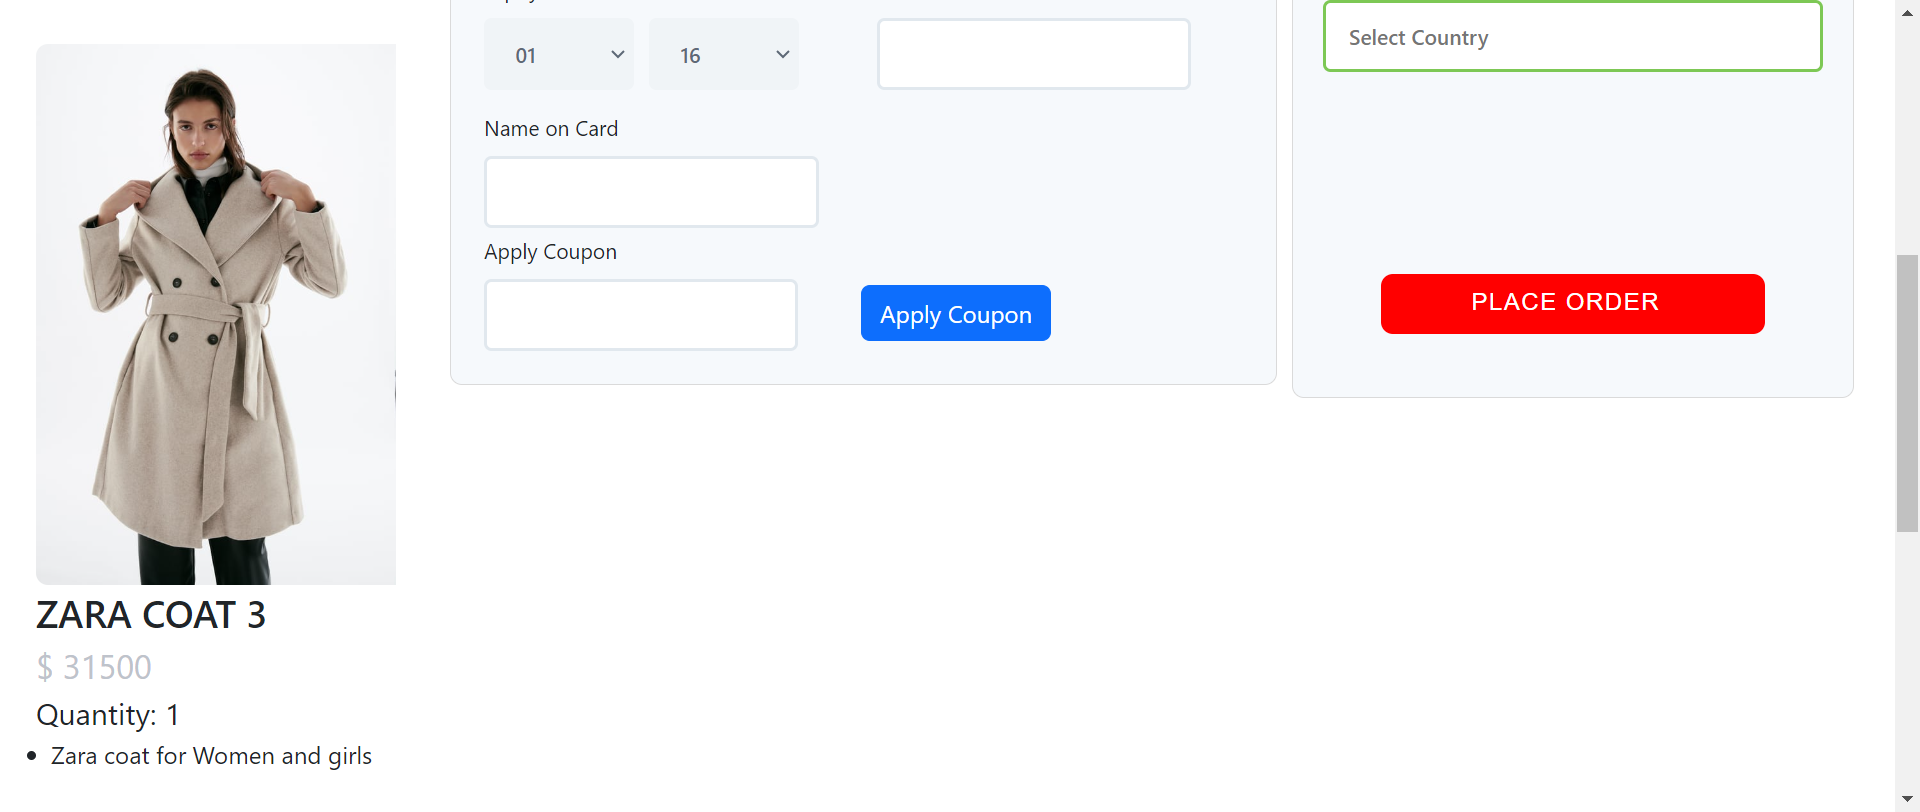 01
16
Select Country
Name on Card
Apply Coupon
Apply Coupon
PLACE ORDER
ZARA COAT 3
$ 31500
Quantity: 1
Zara coat for Women and girls